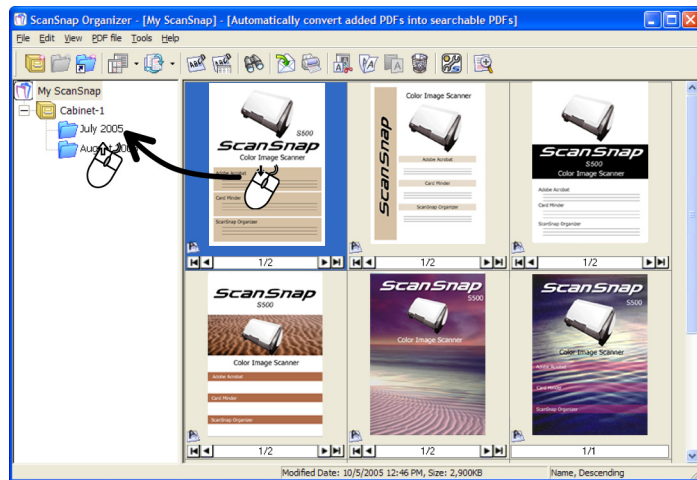 ScanSnap Organizer - [My ScanSnap] - [Automatically convert added PDFs into searchable PDFs]
File Edit View PDF file Tools Help
My ScanSnap
Cabinet-1
July 2005
August 2005
S500
ScanSnap
Color Image Scanner
Adobe Acrobat
Card Minder
ScanSnap Organizer
1/2
Color Image Scanner
ScanSnap
Adobe Acrobat
Card Minder
ScanSnap Organizer
1/2
ScanSnap
S500
Color Image Scanner
Adobe Acrobat
Card Minder
ScanSnap Organizer
1/2
ScanSnap
S500
Color Image Scanner
Adobe Acrobat
Card Minder
ScanSnap Organizer
1/2
ScanSnap
S500
Color Image Scanner
1/2
ScanSnap
S500
Color Image Scanner
Adobe Acrobat
Card Minder
ScanSnap Organizer
1/1
Modified Date: 10/5/2005 12:46 PM, Size: 2,900KB
Name, Descending